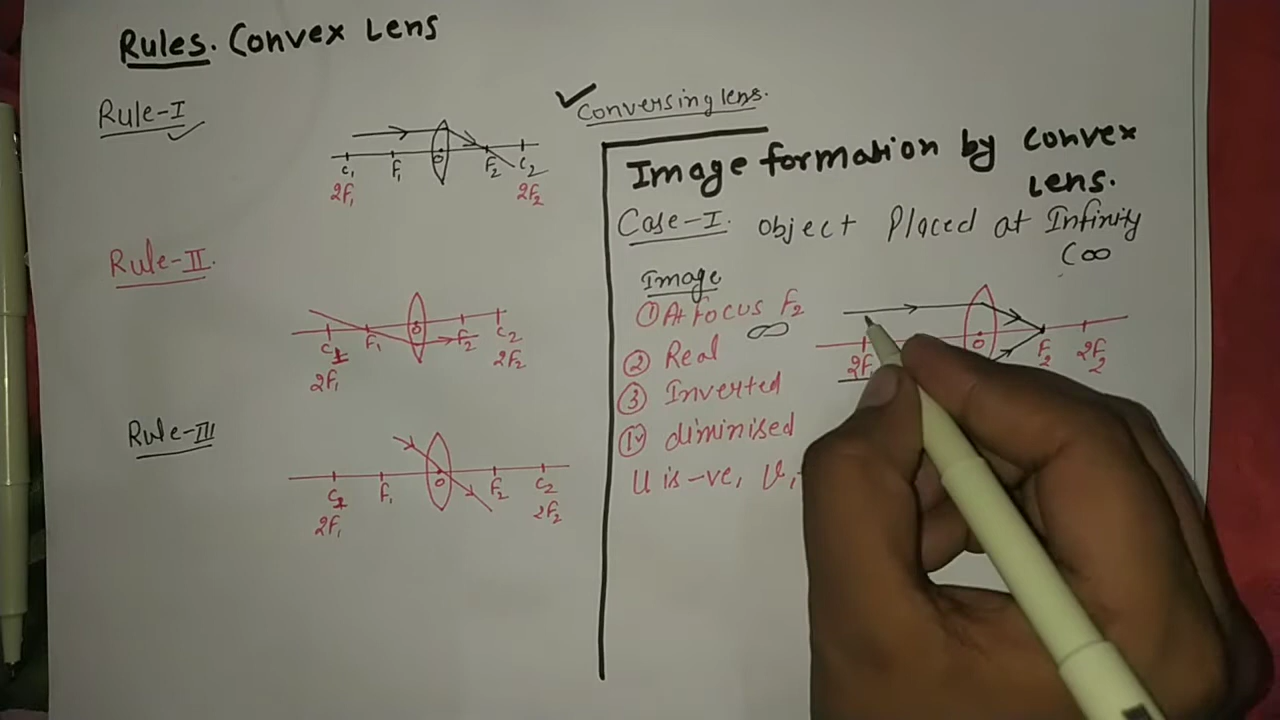 Rules. Convex Lens
Rule-I
C₁ F₁ O F₂ C₂
2F₁ 2F₂
Rule-II.
C₁ F₁ O F₂ C₂
2F₁ 2F₂
Rule-III
C₁ F₁ O F₂ C₂
2F₁ 2F₂
Conversing lens.
Image formation by convex
lens.
Case-I. object Placed at Infinity
(∞
Image
① At focus F₂
∞
② Real
③ Inverted
④ diminised
U is -ve, V,
2F₁ O F₂ 2F₂